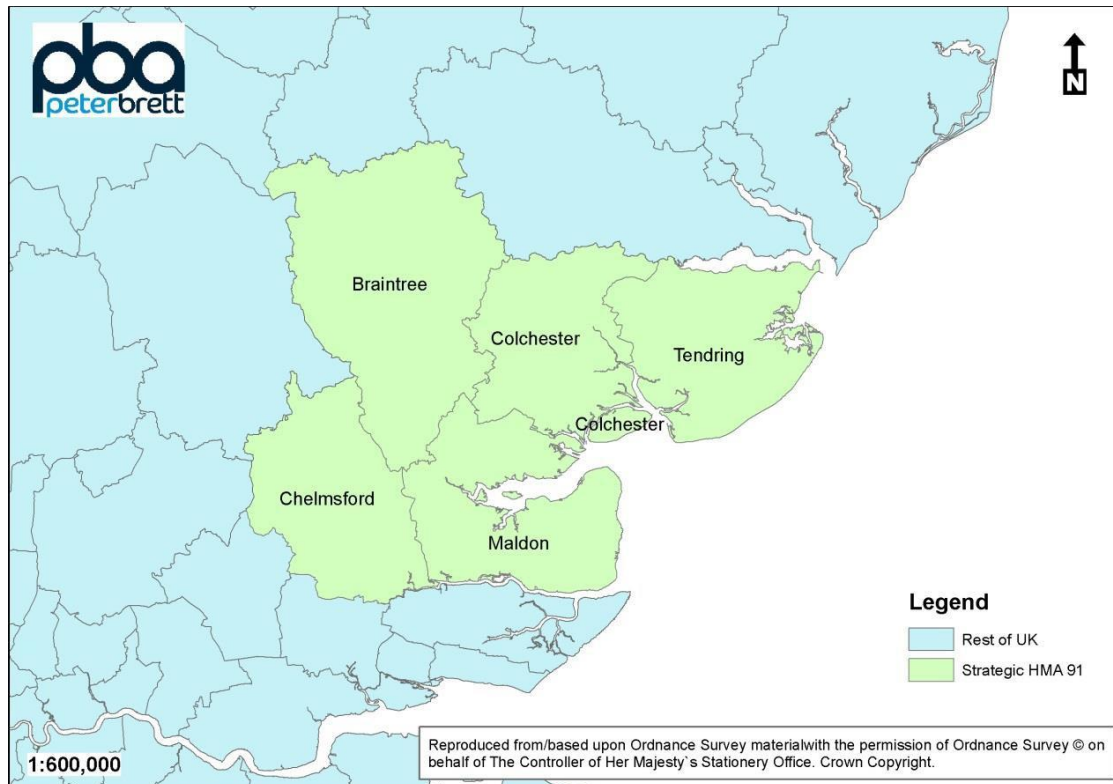 pba
peterbrett
N
Braintree
Colchester
Tendring
Colchester
Chelmsford
Maldon
Legend
Rest of UK
Strategic HMA 91
1:600,000
Reproduced from/based upon Ordnance Survey materialwith the permission of Ordnance Survey © on
behalf of The Controller of Her Majesty`s Stationery Office. Crown Copyright.